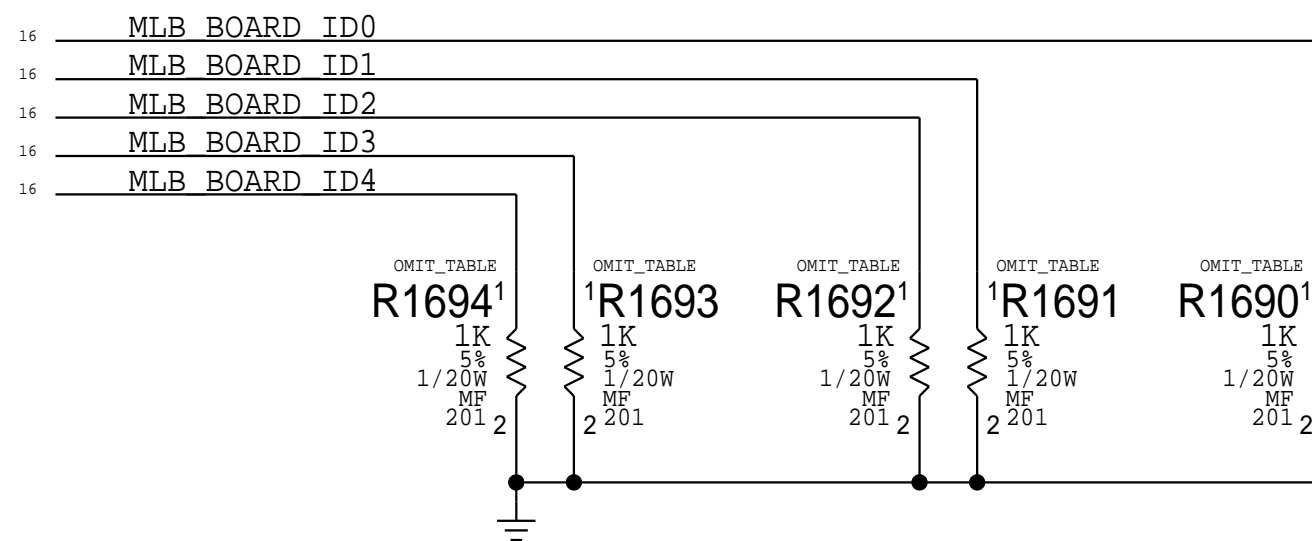 16 MLB_BOARD_ID0
16 MLB_BOARD_ID1
16 MLB_BOARD_ID2
16 MLB_BOARD_ID3
16 MLB_BOARD_ID4
OMIT_TABLE
R1694 1
1K
5%
1/20W
MF
201 2
OMIT_TABLE
1 R1693
1K
5%
1/20W
MF
2 201
OMIT_TABLE
R1692 1
1K
5%
1/20W
MF
201 2
OMIT_TABLE
1 R1691
1K
5%
1/20W
MF
2 201
OMIT_TABLE
R1690 1
1K
5%
1/20W
MF
201 2